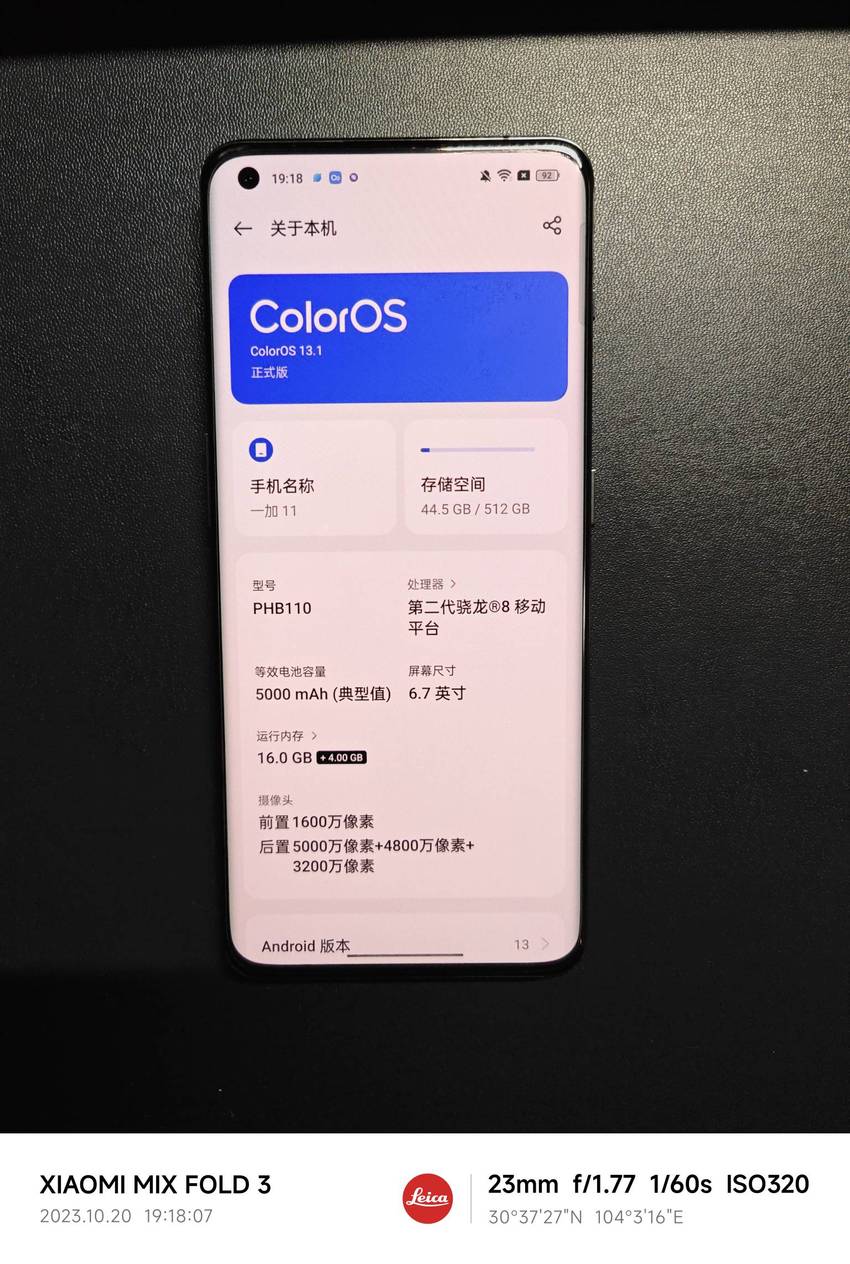 19:18
92
关于本机
ColorOS
ColorOS 13.1
正式版
手机名称
一加 11
存储空间
44.5 GB / 512 GB
型号
PHB110
处理器
第二代骁龙®8 移动
平台
等效电池容量
5000 mAh (典型值)
屏幕尺寸
6.7 英寸
运行内存
16.0 GB + 4.00 GB
摄像头
前置 1600万像素
后置 5000万像素+4800万像素+
3200万像素
Android 版本 13
XIAOMI MIX FOLD 3
2023.10.20 19:18:07
Leica
23mm f/1.77 1/60s ISO320
30°37'27"N 104°3'16"E